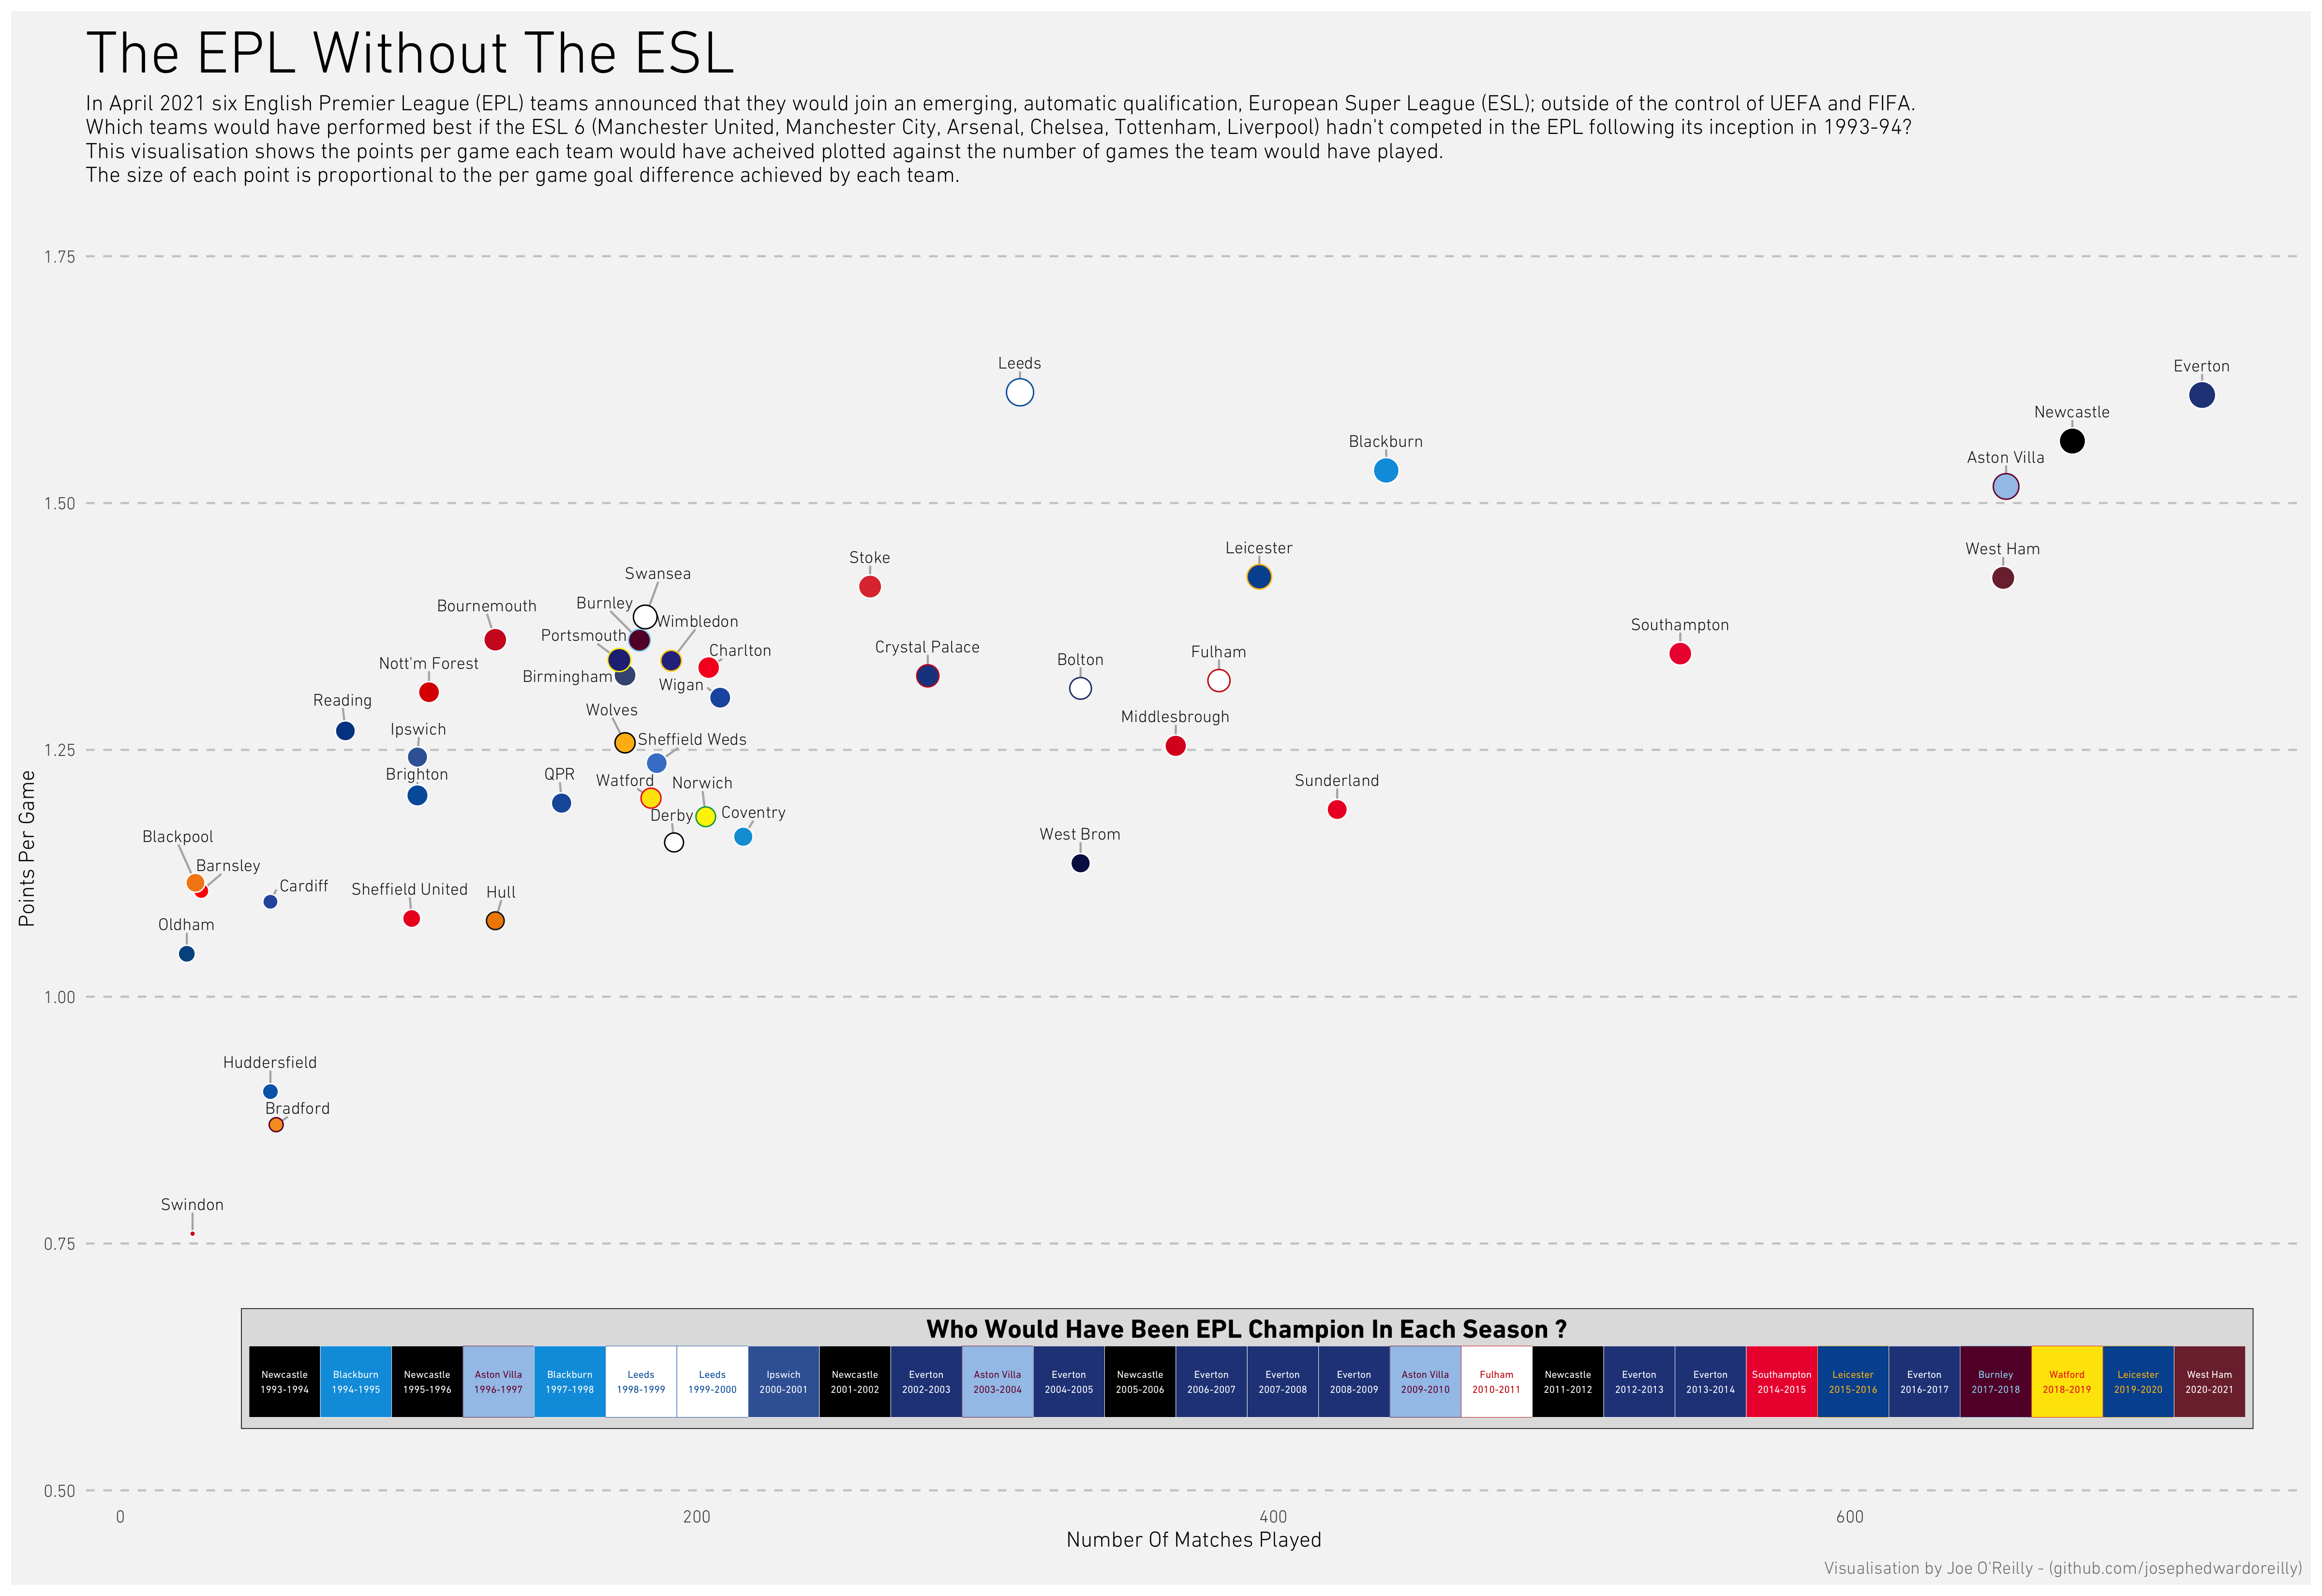 The EPL Without The ESL
In April 2021 six English Premier League (EPL) teams announced that they would join an emerging, automatic qualification, European Super League (ESL); outside of the control of UEFA and FIFA.
Which teams would have performed best if the ESL 6 (Manchester United, Manchester City, Arsenal, Chelsea, Tottenham, Liverpool) hadn't competed in the EPL following its inception in 1993-94?
This visualisation shows the points per game each team would have acheived plotted against the number of games the team would have played.
The size of each point is proportional to the per game goal difference achieved by each team.
1.75
Leeds
Everton
Newcastle
Blackburn
Aston Villa
1.50
Leicester
West Ham
Stoke
Swansea
Burnley
Bournemouth
Wimbledon
Southampton
Portsmouth
Crystal Palace
Charlton
Fulham
Bolton
Nott'm Forest
Birmingham
Wigan
Reading
Wolves
Middlesbrough
Ipswich
Sheffield Weds
1.25
Brighton
QPR
Watford
Norwich
Sunderland
Derby
Coventry
West Brom
Blackpool
Barnsley
Cardiff
Sheffield United
Hull
Oldham
1.00
Huddersfield
Bradford
Swindon
0.75
Points Per Game
Who Would Have Been EPL Champion In Each Season ?
Newcastle
1993-1994
Blackburn
1994-1995
Newcastle
1995-1996
Aston Villa
1996-1997
Blackburn
1997-1998
Leeds
1998-1999
Leeds
1999-2000
Ipswich
2000-2001
Newcastle
2001-2002
Everton
2002-2003
Aston Villa
2003-2004
Everton
2004-2005
Newcastle
2005-2006
Everton
2006-2007
Everton
2007-2008
Everton
2008-2009
Aston Villa
2009-2010
Fulham
2010-2011
Newcastle
2011-2012
Everton
2012-2013
Everton
2013-2014
Southampton
2014-2015
Leicester
2015-2016
Everton
2016-2017
Burnley
2017-2018
Watford
2018-2019
Leicester
2019-2020
West Ham
2020-2021
0.50
0
200
400
600
Number Of Matches Played
Visualisation by Joe O'Reilly - (github.com/josephedwardoreilly)